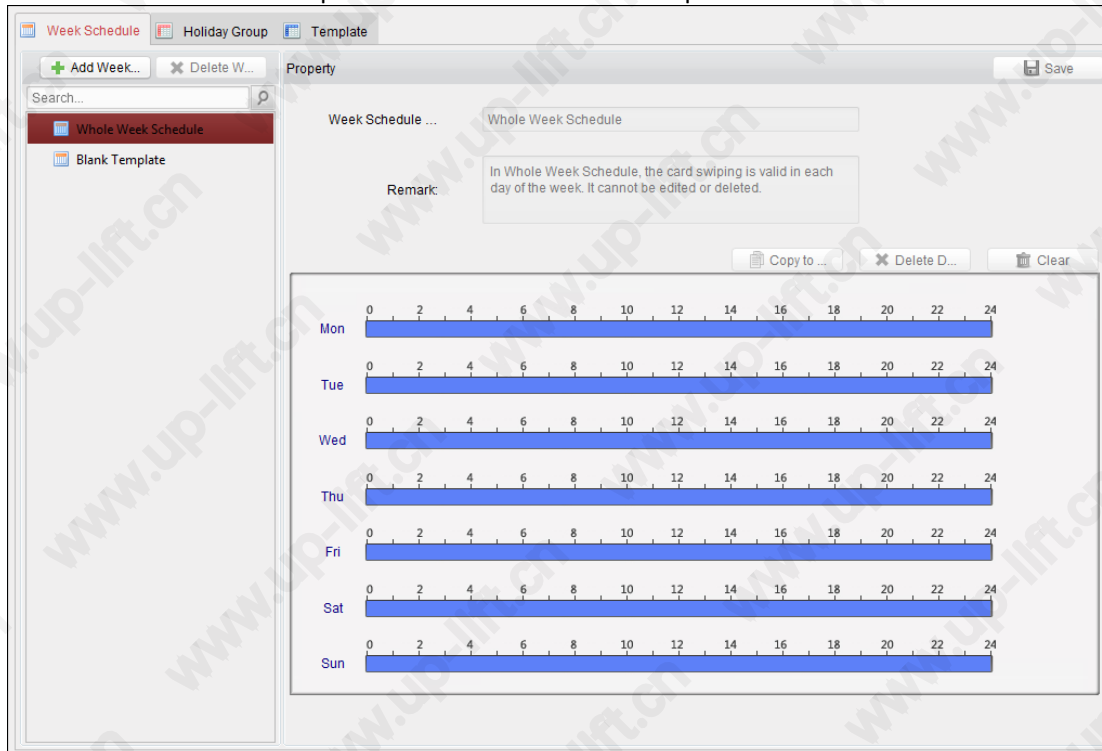 Week Schedule Holiday Group Template
Add Week... Delete W... Property Save
Search...
Whole Week Schedule
Blank Template
Week Schedule ... Whole Week Schedule
Remark: In Whole Week Schedule, the card swiping is valid in each
day of the week. It cannot be edited or deleted.
Copy to ... Delete D... Clear
0 2 4 6 8 10 12 14 16 18 20 22 24
Mon
0 2 4 6 8 10 12 14 16 18 20 22 24
Tue
0 2 4 6 8 10 12 14 16 18 20 22 24
Wed
0 2 4 6 8 10 12 14 16 18 20 22 24
Thu
0 2 4 6 8 10 12 14 16 18 20 22 24
Fri
0 2 4 6 8 10 12 14 16 18 20 22 24
Sat
0 2 4 6 8 10 12 14 16 18 20 22 24
Sun
www.up-lift.cn